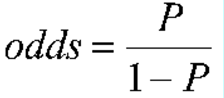 odds = P / (1 − P)